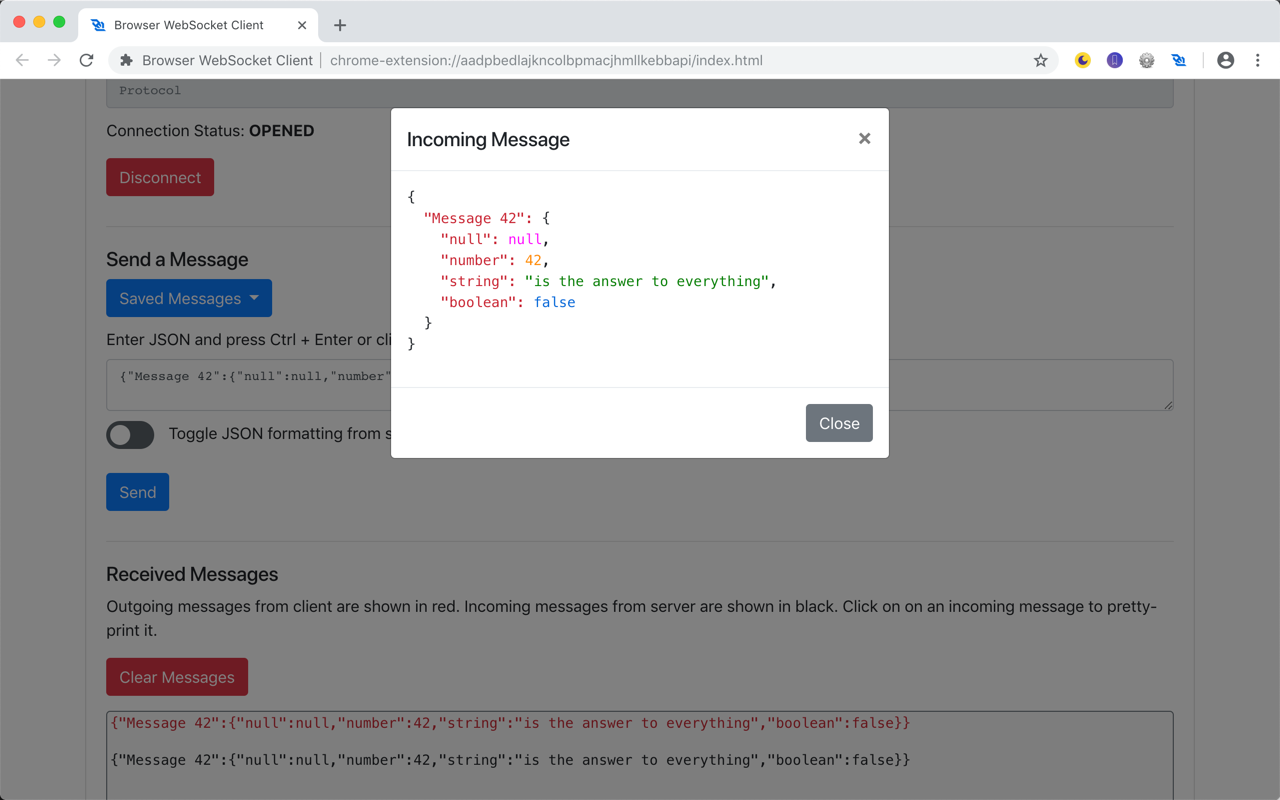 Browser WebSocket Client
Browser WebSocket Client | chrome-extension://aadpbedlajkncolbpmacjhmllkebbapi/index.html
Protocol
Connection Status: OPENED
Disconnect
Send a Message
Saved Messages
Enter JSON and press Ctrl + Enter or cli
{"Message 42":{"null":null,"number"
Toggle JSON formatting from s
Send
Incoming Message
×
{
  "Message 42": {
    "null": null,
    "number": 42,
    "string": "is the answer to everything",
    "boolean": false
  }
}
Close
Received Messages
Outgoing messages from client are shown in red. Incoming messages from server are shown in black. Click on on an incoming message to pretty-
print it.
Clear Messages
{"Message 42":{"null":null,"number":42,"string":"is the answer to everything","boolean":false}}
{"Message 42":{"null":null,"number":42,"string":"is the answer to everything","boolean":false}}